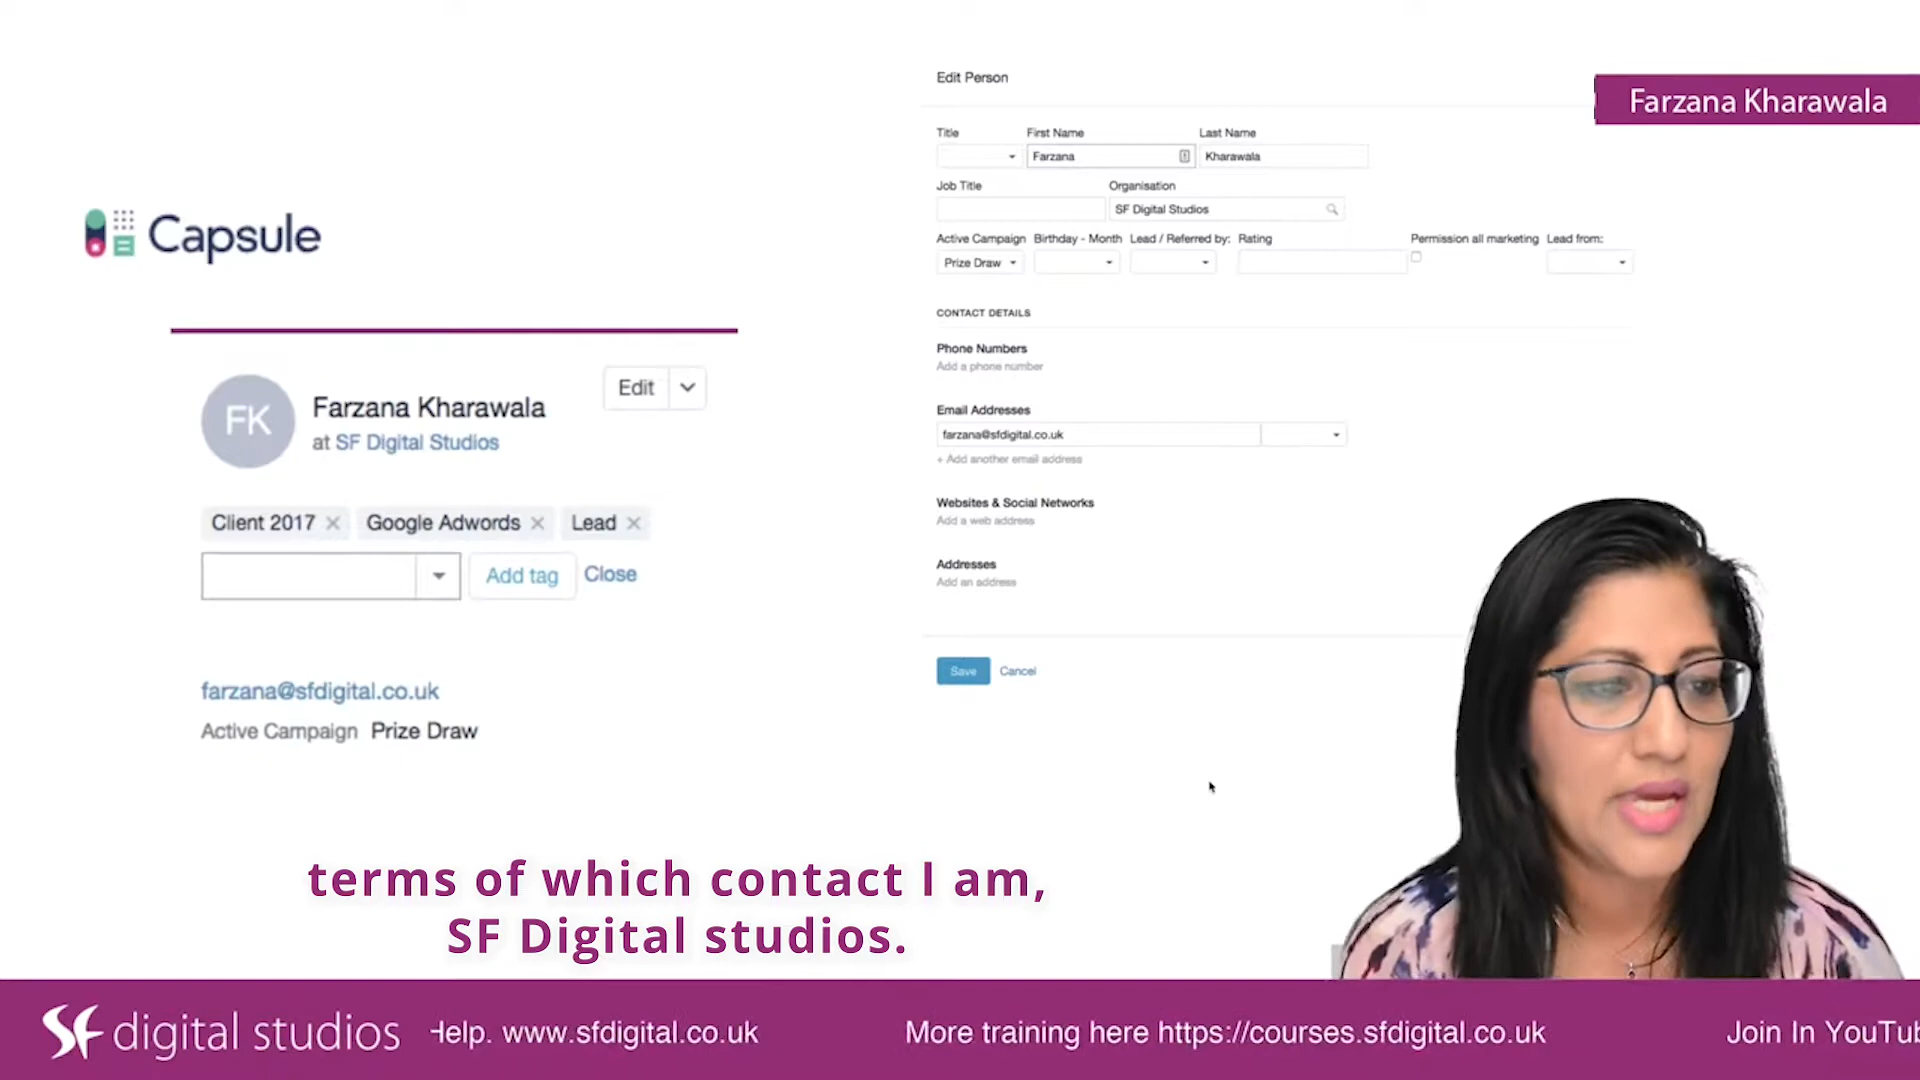 Edit Person
Farzana Kharawala
Title First Name Last Name
Farzana Kharawala
Job Title Organisation
SF Digital Studios
Active Campaign Birthday - Month Lead / Referred by: Rating Permission all marketing Lead from:
Prize Draw
CONTACT DETAILS
Phone Numbers
Add a phone number
Email Addresses
farzana@sfdigital.co.uk
+ Add another email address
Websites & Social Networks
Add a web address
Addresses
Add an address
Save Cancel
Capsule
FK
Farzana Kharawala
at SF Digital Studios
Edit
Client 2017 Google Adwords Lead
Add tag Close
farzana@sfdigital.co.uk
Active Campaign Prize Draw
terms of which contact I am,
SF Digital studios.
SF digital studios
Help. www.sfdigital.co.uk More training here https://courses.sfdigital.co.uk Join In YouTub